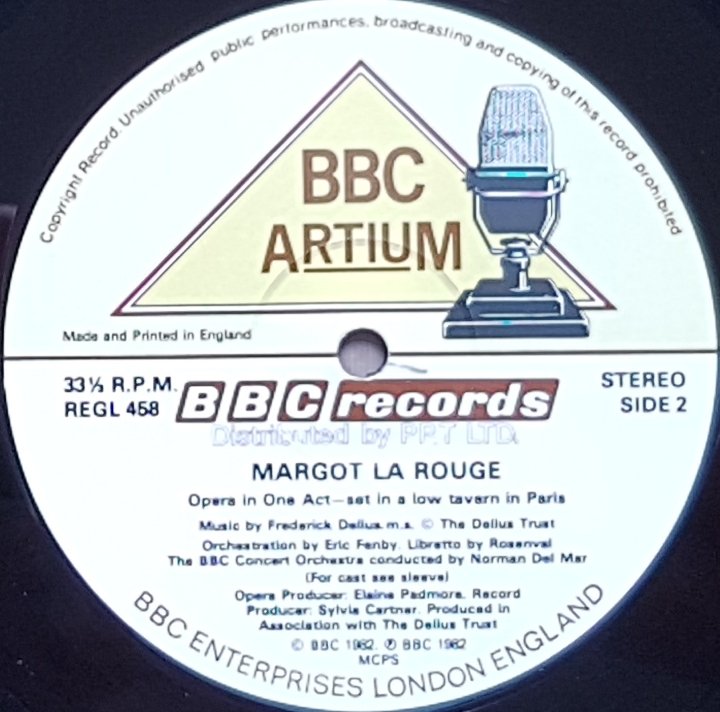 Copyright Record. Unauthorised public performances, broadcasting and copying of this record prohibited
BBC
ARTIUM
Made and Printed in England
33⅓ R.P.M.
REGL 458
BBC records
STEREO
SIDE 2
Distributed by PRT LTD.
MARGOT LA ROUGE
Opera in One Act—set in a low tavern in Paris
Music by Frederick Delius m.s. © The Delius Trust
Orchestration by Eric Fenby. Libretto by Rosenval
The BBC Concert Orchestra conducted by Norman Del Mar
(For cast see sleeve)
Opera Producer: Elaine Padmore. Record
Producer: Sylvia Cartner. Produced in
Association with The Delius Trust
© BBC 1982. ℗ BBC 1982
MCPS
BBC ENTERPRISES LONDON ENGLAND